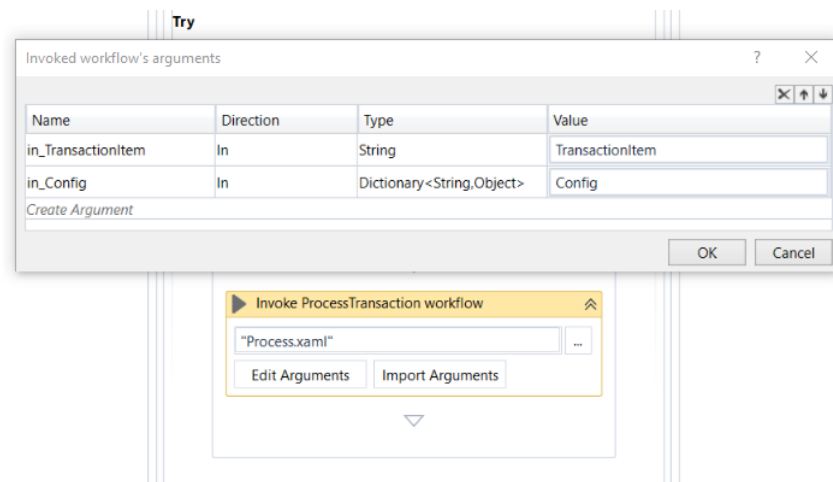 Try
Invoked workflow's arguments
Name Direction Type Value
in_TransactionItem In String TransactionItem
in_Config In Dictionary<String,Object> Config
Create Argument
OK Cancel
Invoke ProcessTransaction workflow
"Process.xaml" ...
Edit Arguments Import Arguments